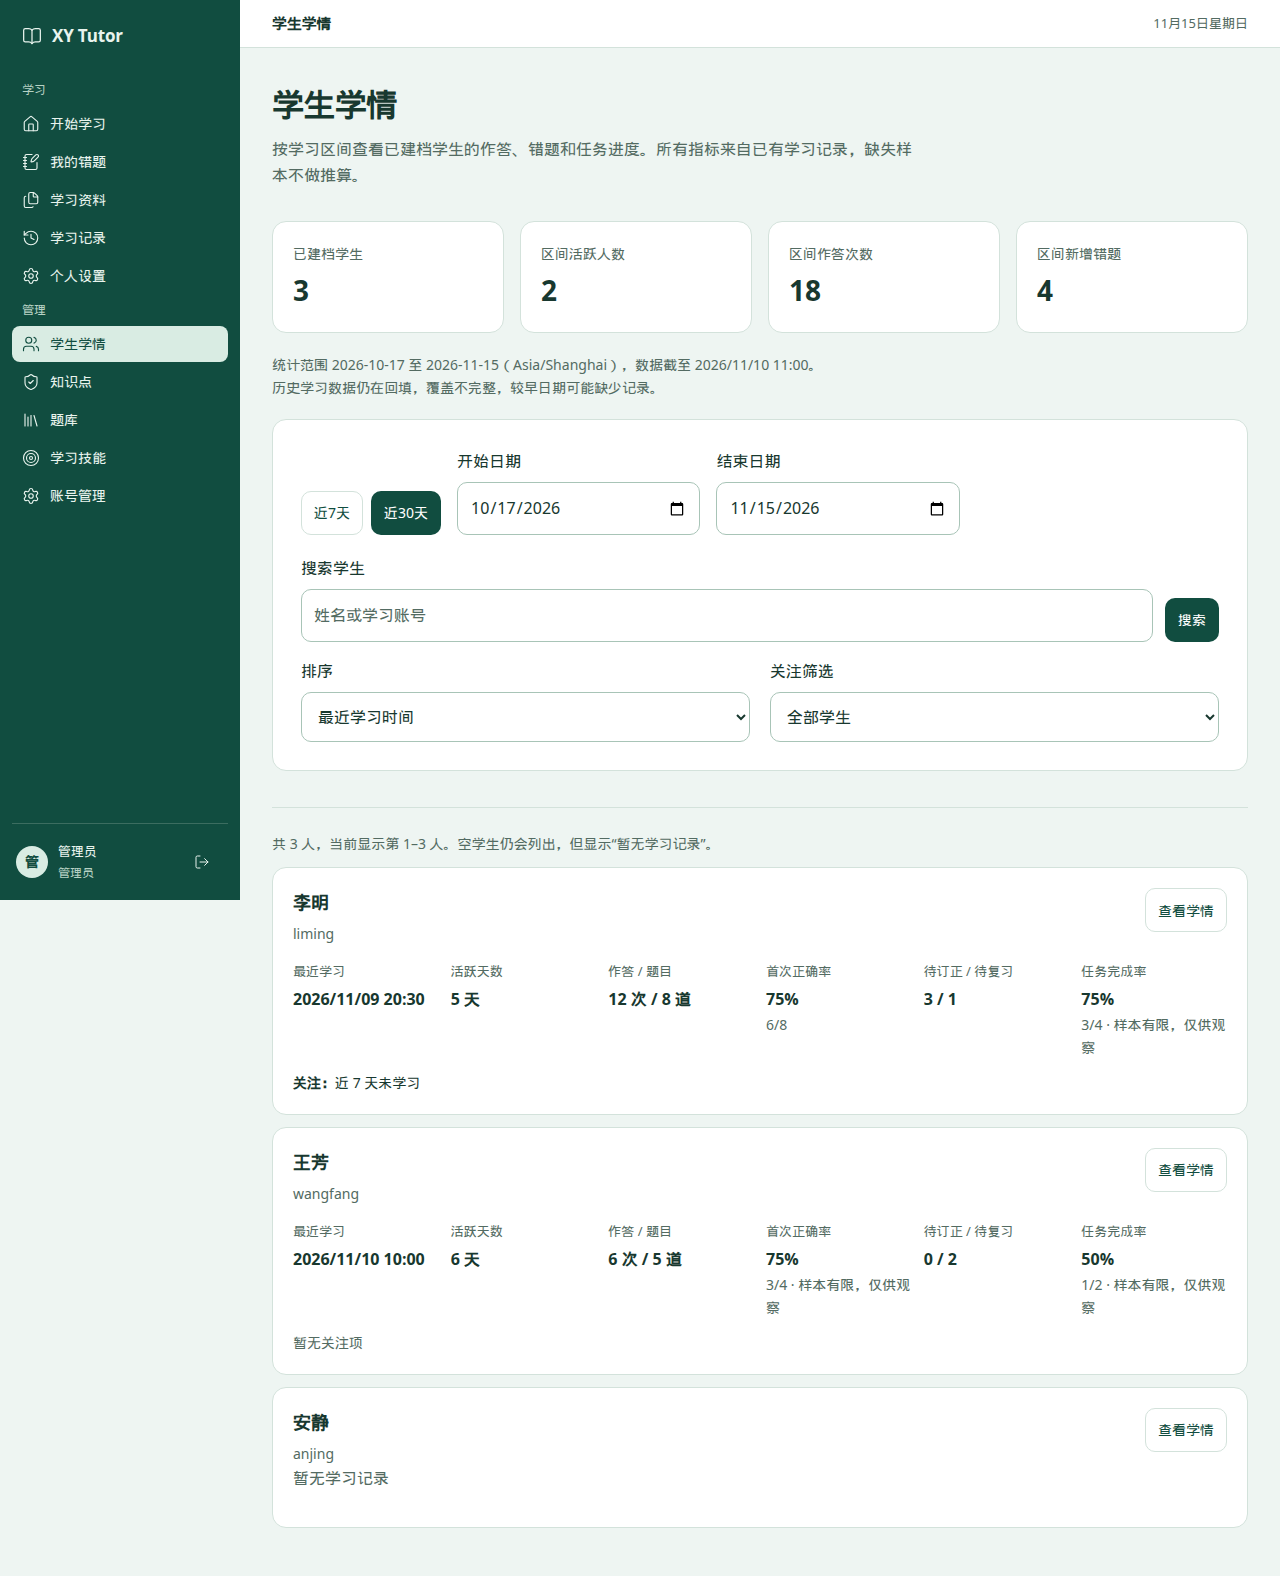 XY Tutor
学习
开始学习
我的错题
学习资料
学习记录
个人设置
管理
学生学情
知识点
题库
学习技能
账号管理
管
管理员
管理员
学生学情
11月15日星期日
学生学情
按学习区间查看已建档学生的作答、错题和任务进度。所有指标来自已有学习记录，缺失样
本不做推算。
已建档学生
3
区间活跃人数
2
区间作答次数
18
区间新增错题
4
统计范围 2026-10-17 至 2026-11-15（Asia/Shanghai），数据截至 2026/11/10 11:00。
历史学习数据仍在回填，覆盖不完整，较早日期可能缺少记录。
近7天
近30天
开始日期
10/17/2026
结束日期
11/15/2026
搜索学生
姓名或学习账号
搜索
排序
最近学习时间
关注筛选
全部学生
共 3 人，当前显示第 1–3 人。空学生仍会列出，但显示“暂无学习记录”。
李明
liming
查看学情
最近学习
2026/11/09 20:30
活跃天数
5 天
作答 / 题目
12 次 / 8 道
首次正确率
75%
6/8
待订正 / 待复习
3 / 1
任务完成率
75%
3/4 · 样本有限，仅供观
察
关注：近 7 天未学习
王芳
wangfang
查看学情
最近学习
2026/11/10 10:00
活跃天数
6 天
作答 / 题目
6 次 / 5 道
首次正确率
75%
3/4 · 样本有限，仅供观
察
待订正 / 待复习
0 / 2
任务完成率
50%
1/2 · 样本有限，仅供观
察
暂无关注项
安静
anjing
暂无学习记录
查看学情